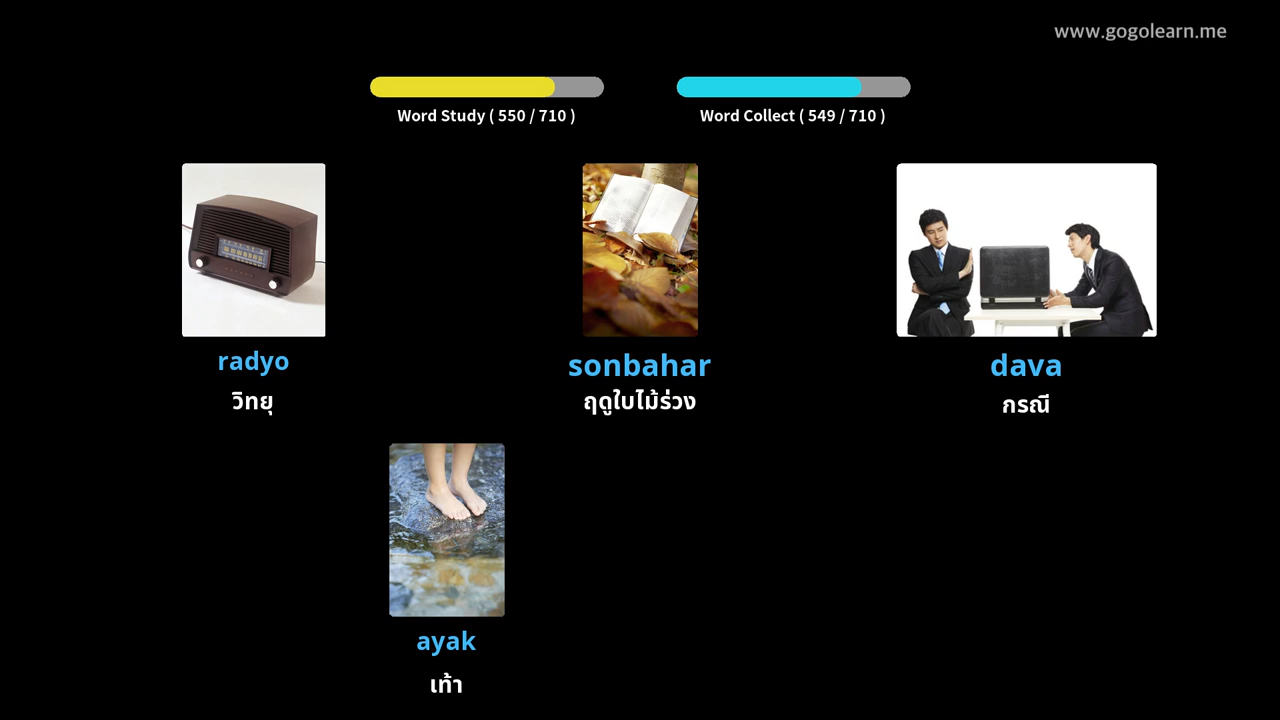 www.gogolearn.me
Word Study ( 550 / 710 )
Word Collect ( 549 / 710 )
radyo
วิทยุ
sonbahar
ฤดูใบไม้ร่วง
dava
กรณี
ayak
เท้า